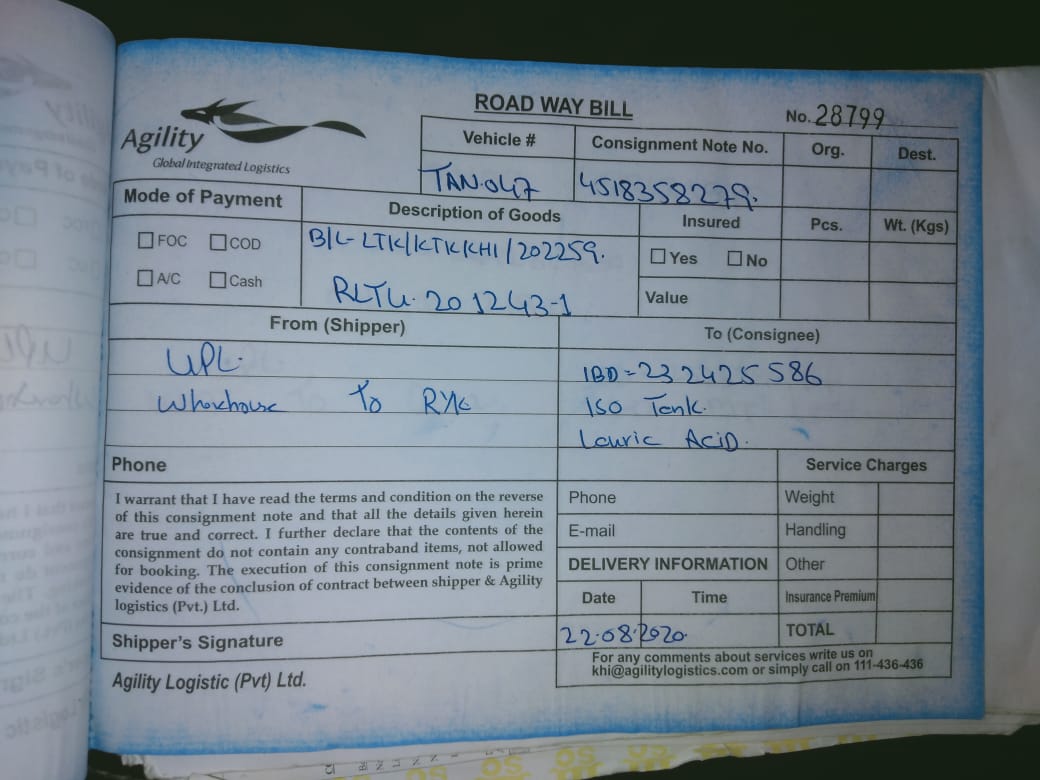 ROAD WAY BILL
No. 28799
Agility
Global Integrated Logistics
Vehicle #
Consignment Note No.
Org.
Dest.
TAN-047
4518358279.
Mode of Payment
Description of Goods
Insured
Pcs.
Wt. (Kgs)
FOC
COD
A/C
Cash
B/L-LTK/KTK/KHI/202259.
RLTU. 201243-1
Yes
No
Value
From (Shipper)
To (Consignee)
UPL.
IBD=232425586
Whorhouse To RYK
ISO Tank.
Lauric Acid.
Phone
Service Charges
I warrant that I have read the terms and condition on the reverse
of this consignment note and that all the details given herein
are true and correct. I further declare that the contents of the
consignment do not contain any contraband items, not allowed
for booking. The execution of this consignment note is prime
evidence of the conclusion of contract between shipper & Agility
logistics (Pvt.) Ltd.
Phone
Weight
E-mail
Handling
DELIVERY INFORMATION
Other
Date
Time
Insurance Premium
22.08.2020.
TOTAL
Shipper's Signature
For any comments about services write us on
khi@agilitylogistics.com or simply call on 111-436-436
Agility Logistic (Pvt) Ltd.